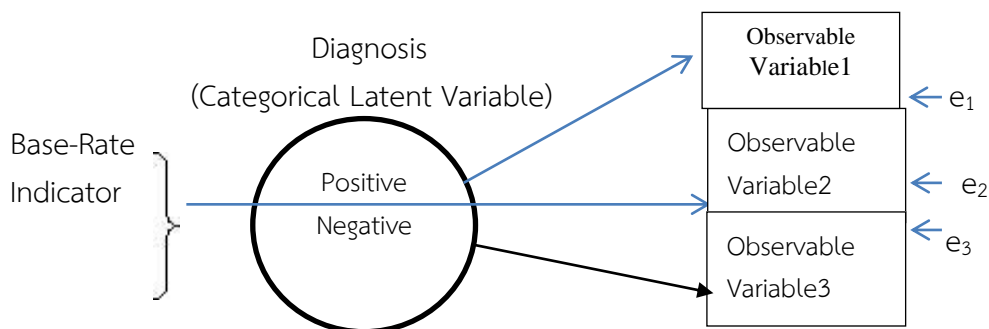 Diagnosis
(Categorical Latent Variable)
Base-Rate
Indicator
Positive
Negative
Observable
Variable1
Observable
Variable2
Observable
Variable3
e1
e2
e3